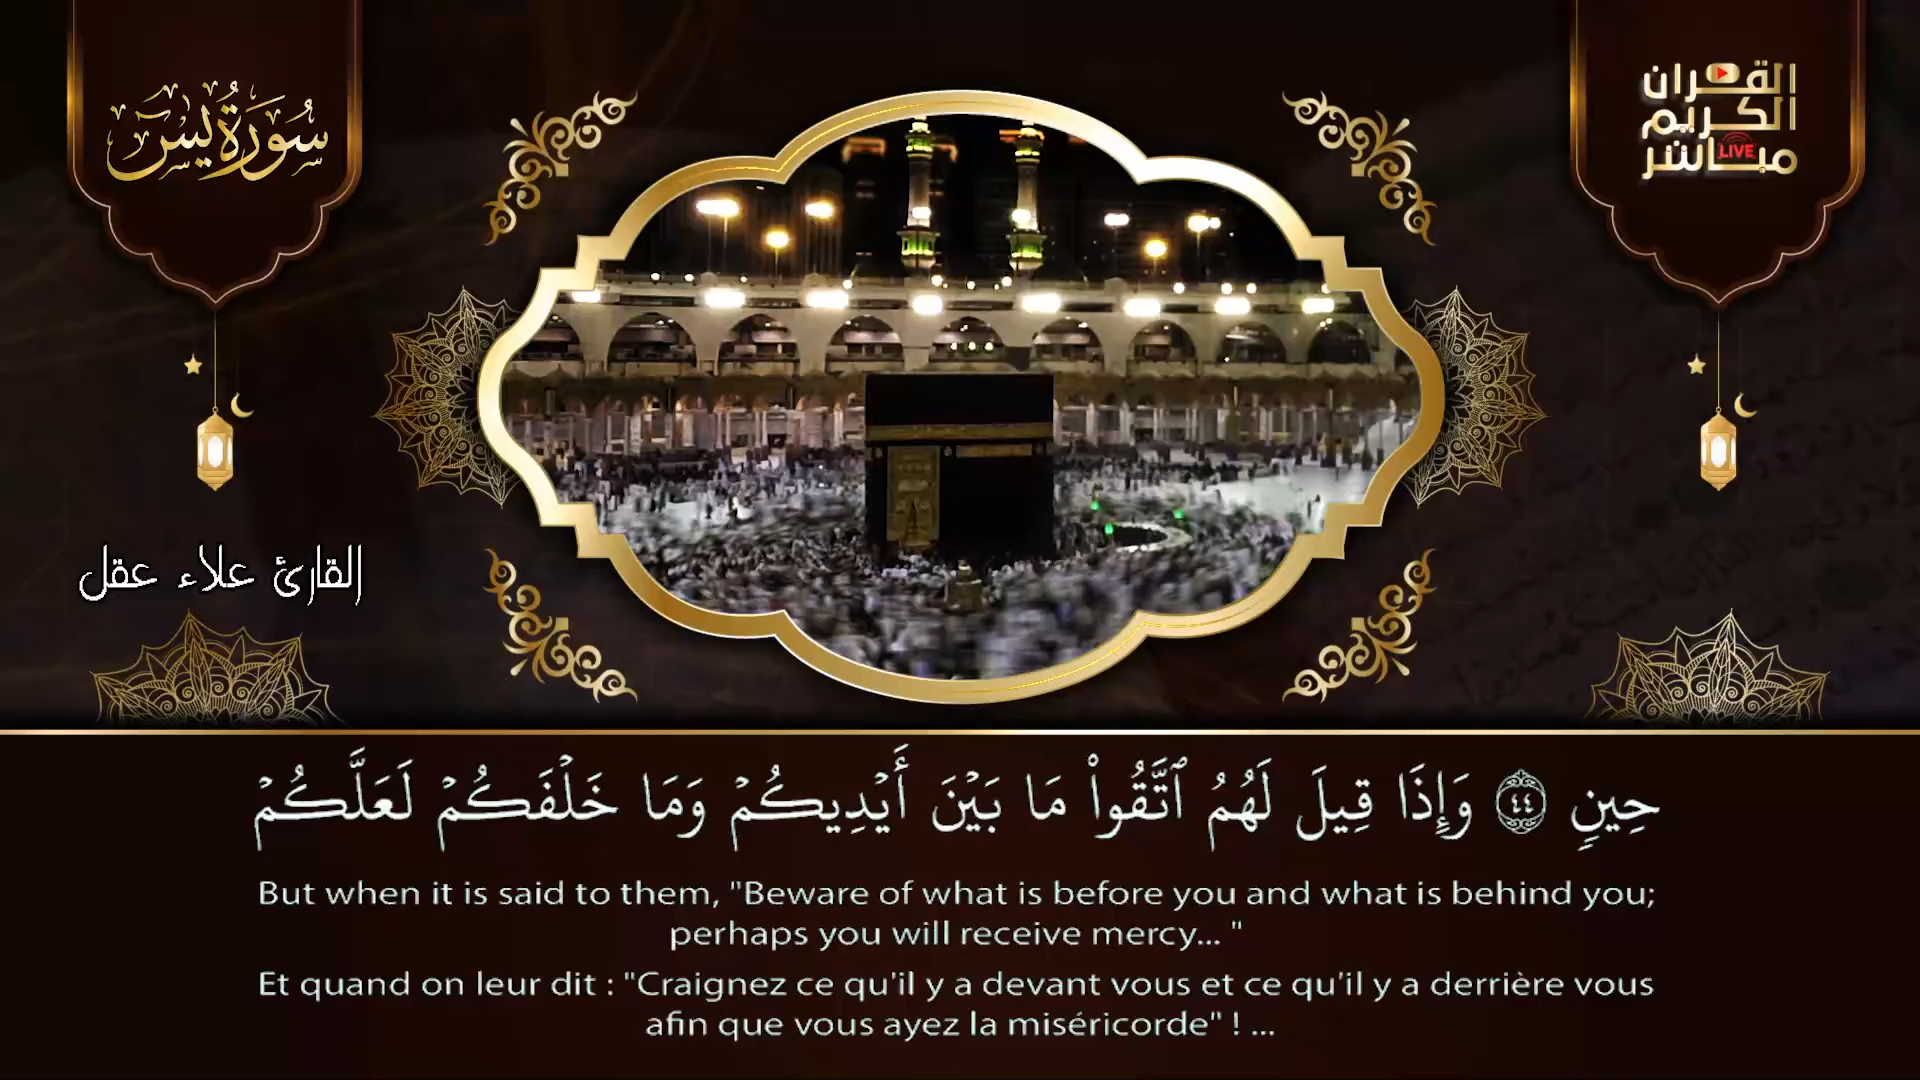 سُورَةُ يس
القرآن
الكريم
مباشر
LIVE
القارئ علاء عقل
حِينٍ ٤٤ وَإِذَا قِيلَ لَهُمُ ٱتَّقُوا۟ مَا بَيْنَ أَيْدِيكُمْ وَمَا خَلْفَكُمْ لَعَلَّكُمْ
But when it is said to them, "Beware of what is before you and what is behind you;
perhaps you will receive mercy... "
Et quand on leur dit : "Craignez ce qu'il y a devant vous et ce qu'il y a derrière vous
afin que vous ayez la miséricorde" ! ...